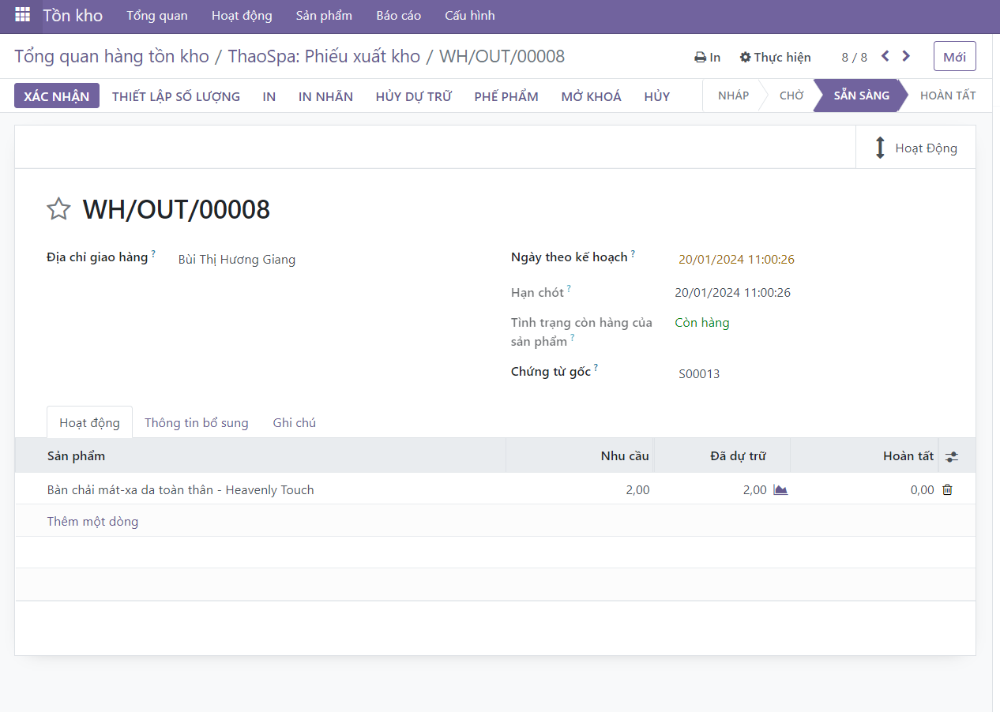 Tồn kho Tổng quan Hoạt động Sản phẩm Báo cáo Cấu hình
Tổng quan hàng tồn kho / ThaoSpa: Phiếu xuất kho / WH/OUT/00008 In Thực hiện 8 / 8 Mới
XÁC NHẬN THIẾT LẬP SỐ LƯỢNG IN IN NHÃN HỦY DỰ TRỮ PHẾ PHẨM MỞ KHOÁ HỦY NHÁP CHỜ SẴN SÀNG HOÀN TẤT
Hoạt Động
WH/OUT/00008
Địa chỉ giao hàng ? Bùi Thị Hương Giang
Ngày theo kế hoạch ? 20/01/2024 11:00:26
Hạn chót ? 20/01/2024 11:00:26
Tình trạng còn hàng của Còn hàng
sản phẩm ?
Chứng từ gốc ? S00013
Hoạt động Thông tin bổ sung Ghi chú
Sản phẩm Nhu cầu Đã dự trữ Hoàn tất
Bàn chải mát-xa da toàn thân - Heavenly Touch 2,00 2,00 0,00
Thêm một dòng